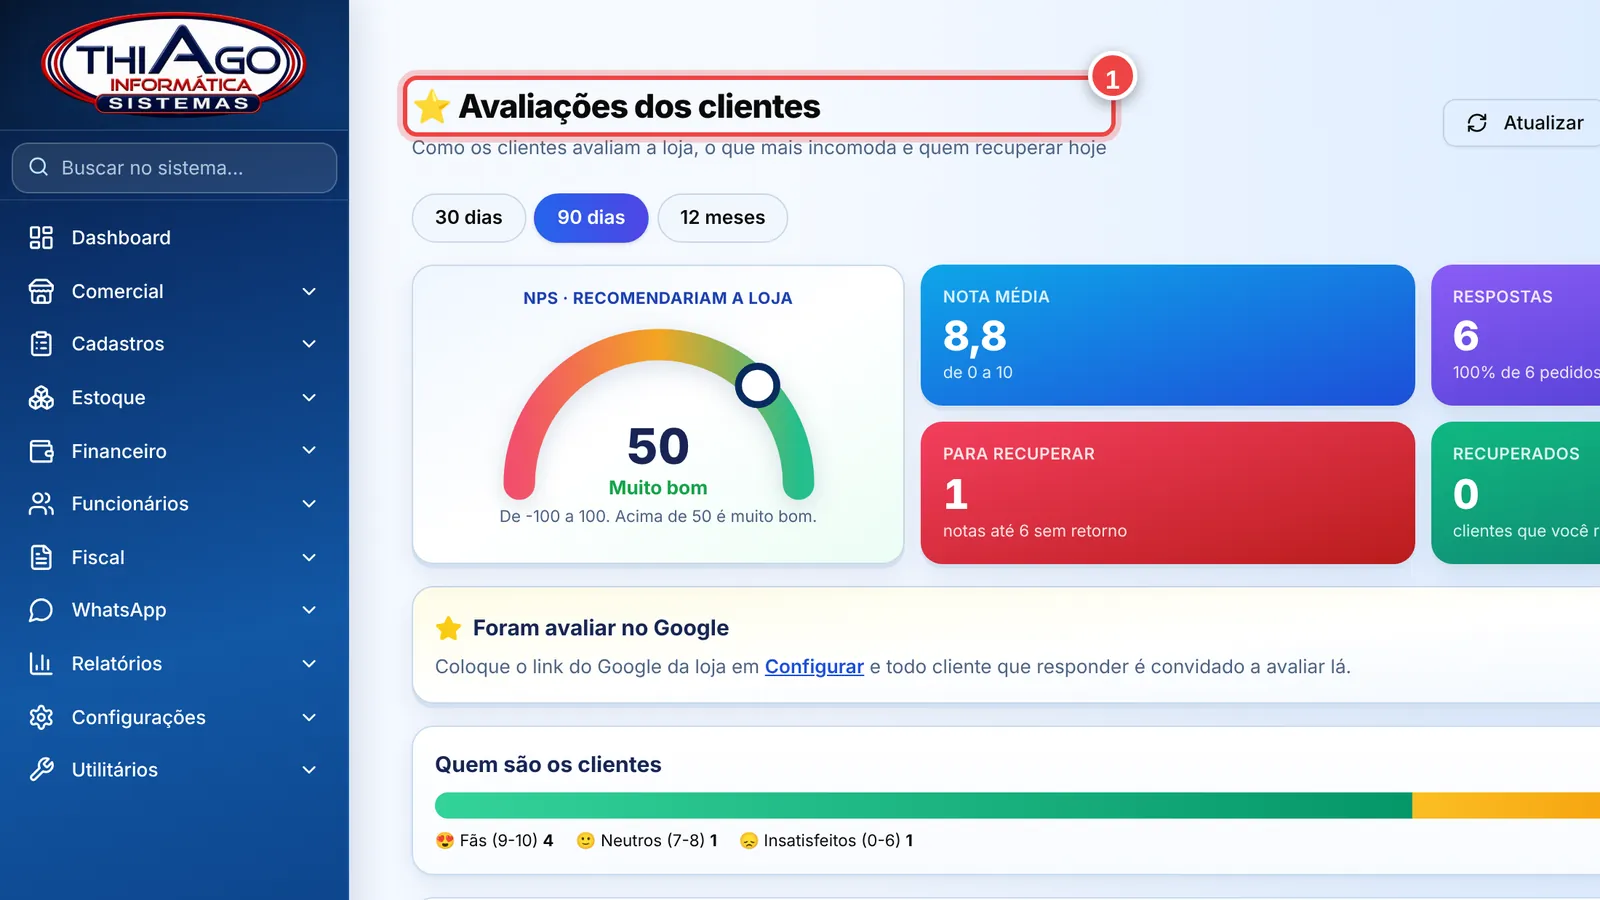 THIAGO
INFORMÁTICA
SISTEMAS
Buscar no sistema...
Dashboard
Comercial
Cadastros
Estoque
Financeiro
Funcionários
Fiscal
WhatsApp
Relatórios
Configurações
Utilitários
1
⭐ Avaliações dos clientes
Como os clientes avaliam a loja, o que mais incomoda e quem recuperar hoje
Atualizar
30 dias
90 dias
12 meses
NPS · RECOMENDARIAM A LOJA
50
Muito bom
De -100 a 100. Acima de 50 é muito bom.
NOTA MÉDIA
8,8
de 0 a 10
RESPOSTAS
6
100% de 6 pedidos
PARA RECUPERAR
1
notas até 6 sem retorno
RECUPERADOS
0
clientes que você r
⭐ Foram avaliar no Google
Coloque o link do Google da loja em Configurar e todo cliente que responder é convidado a avaliar lá.
Quem são os clientes
😍 Fãs (9-10) 4
🙂 Neutros (7-8) 1
😞 Insatisfeitos (0-6) 1